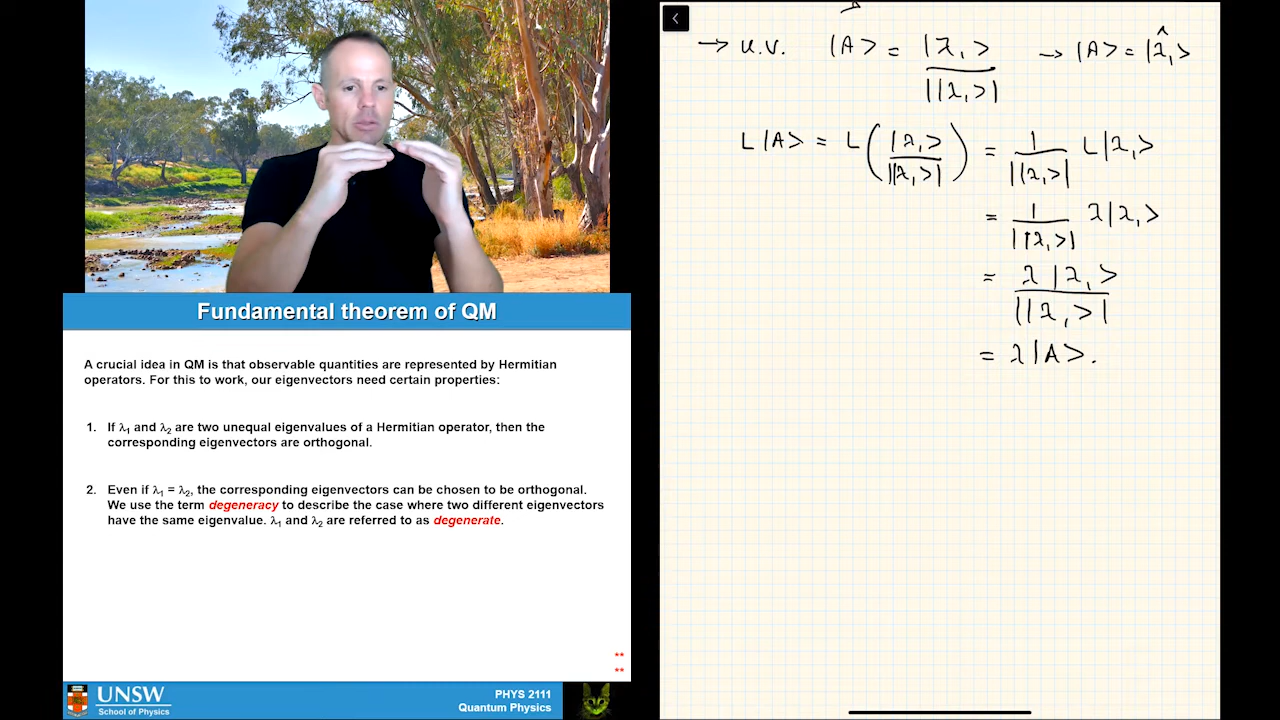 Fundamental theorem of QM
A crucial idea in QM is that observable quantities are represented by Hermitian
operators. For this to work, our eigenvectors need certain properties:
1. If λ₁ and λ₂ are two unequal eigenvalues of a Hermitian operator, then the
corresponding eigenvectors are orthogonal.
2. Even if λ₁ = λ₂, the corresponding eigenvectors can be chosen to be orthogonal.
We use the term degeneracy to describe the case where two different eigenvectors
have the same eigenvalue. λ₁ and λ₂ are referred to as degenerate.
**
**
UNSW
School of Physics
PHYS 2111
Quantum Physics
→ u.v. |A> = |λ₁> / ||λ₁>| → |A> = |λ̂₁>
L|A> = L(|λ₁> / ||λ₁>|) = 1 / ||λ₁>| L|λ₁>
= 1 / ||λ₁>| λ|λ₁>
= λ|λ₁> / ||λ₁>|
= λ|A>.